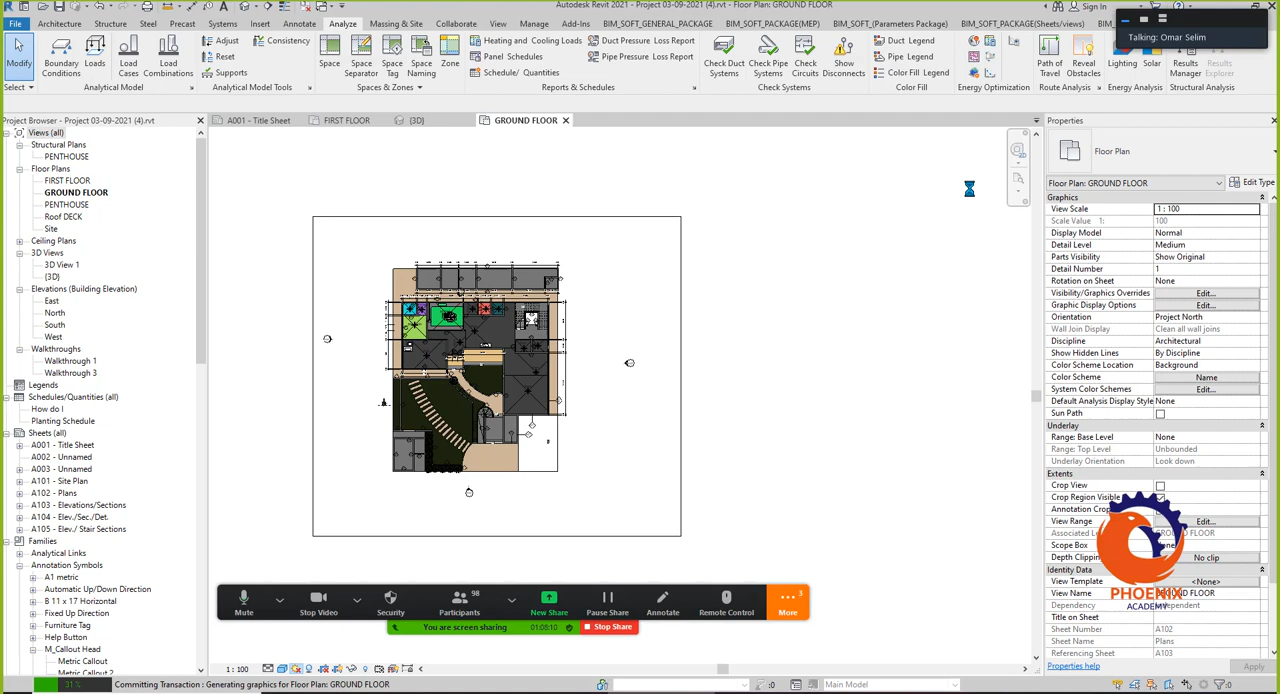 Autodesk Revit 2021 - Project 03-09-2021 (4).rvt - Floor Plan: GROUND FLOOR
Sign In
Talking: Omar Selim
File Architecture Structure Steel Precast Systems Insert Annotate Analyze Massing & Site Collaborate View Manage Add-Ins BIM_SOFT_GENERAL_PACKAGE BIM_SOFT_PACKAGE(MEP) BIM_SOFT_(Parameters Package) BIM_SOFT_PACKAGE(Sheets/views)
Modify
Boundary Conditions
Loads
Load Cases
Load Combinations
Adjust
Reset
Supports
Consistency
Space
Space Separator
Space Tag
Space Naming
Zone
Heating and Cooling Loads
Panel Schedules
Schedule/ Quantities
Duct Pressure Loss Report
Pipe Pressure Loss Report
Check Duct Systems
Check Pipe Systems
Check Circuits
Show Disconnects
Duct Legend
Pipe Legend
Color Fill Legend
Path of Travel
Reveal Obstacles
Lighting
Solar
Results Manager
Results Explorer
Select
Analytical Model
Analytical Model Tools
Spaces & Zones
Reports & Schedules
Check Systems
Color Fill
Energy Optimization
Route Analysis
Energy Analysis
Structural Analysis
Project Browser - Project 03-09-2021 (4).rvt
A001 - Title Sheet
FIRST FLOOR
{3D}
GROUND FLOOR
Views (all)
Structural Plans
PENTHOUSE
Floor Plans
FIRST FLOOR
GROUND FLOOR
PENTHOUSE
Roof DECK
Site
Ceiling Plans
3D Views
3D View 1
{3D}
Elevations (Building Elevation)
East
North
South
West
Walkthroughs
Walkthrough 1
Walkthrough 3
Legends
Schedules/Quantities (all)
How do I
Planting Schedule
Sheets (all)
A001 - Title Sheet
A002 - Unnamed
A003 - Unnamed
A101 - Site Plan
A102 - Plans
A103 - Elevations/Sections
A104 - Elev./Sec./Det.
A105 - Elev./ Stair Sections
Families
Analytical Links
Annotation Symbols
A1 metric
Automatic Up/Down Direction
B 11 x 17 Horizontal
Fixed Up Direction
Furniture Tag
Help Button
M_Callout Head
Metric Callout
Metric Callout 2
Properties
Floor Plan
Floor Plan: GROUND FLOOR
Edit Type
Graphics
View Scale 1 : 100
Scale Value 1: 100
Display Model Normal
Detail Level Medium
Parts Visibility Show Original
Detail Number 1
Rotation on Sheet None
Visibility/Graphics Overrides Edit...
Graphic Display Options Edit...
Orientation Project North
Wall Join Display Clean all wall joins
Discipline Architectural
Show Hidden Lines By Discipline
Color Scheme Location Background
Color Scheme Name
System Color Schemes Edit...
Default Analysis Display Style None
Sun Path
Underlay
Range: Base Level None
Range: Top Level Unbounded
Underlay Orientation Look down
Extents
Crop View
Crop Region Visible
Annotation Crop
View Range Edit...
Associated Level GROUND FLOOR
Scope Box None
Depth Clipping No clip
Identity Data
View Template <None>
View Name GROUND FLOOR
Dependency Independent
Title on Sheet
Sheet Number A102
Sheet Name Plans
Referencing Sheet A103
Properties help
Apply
PHOENIX
ACADEMY
Mute
Stop Video
Security
98
Participants
New Share
Pause Share
Annotate
Remote Control
3
More
You are screen sharing
01:08:10
Stop Share
1 : 100
31 %
Committing Transaction : Generating graphics for Floor Plan: GROUND FLOOR
:0
Main Model
:0